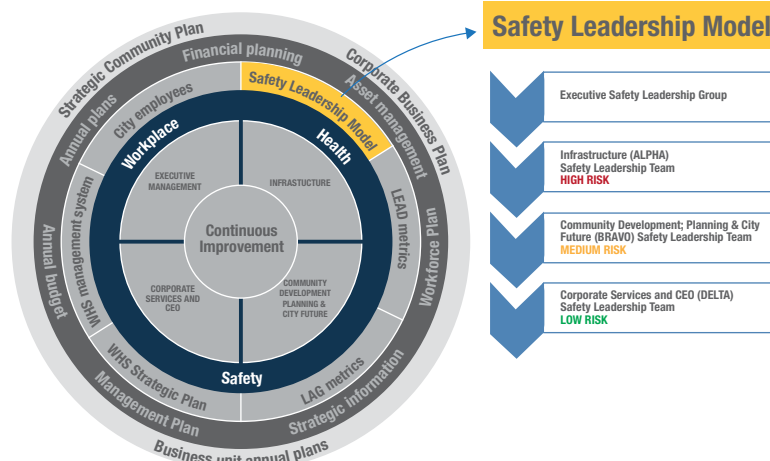 Strategic Community Plan
Corporate Business Plan
Business unit annual plans
Financial planning
Asset management
Workforce Plan
Strategic information
Management Plan
Annual budget
Annual plans
City employees
Safety Leadership Model
LEAD metrics
LAG metrics
WHS Strategic Plan
WHS management system
Workplace
Health
Safety
EXECUTIVE
MANAGEMENT
INFRASTUCTURE
Continuous
Improvement
CORPORATE
SERVICES AND
CEO
COMMUNITY
DEVELOPMENT
PLANNING &
CITY FUTURE
Safety Leadership Model
Executive Safety Leadership Group
Infrastructure (ALPHA)
Safety Leadership Team
HIGH RISK
Community Development; Planning & City
Future (BRAVO) Safety Leadership Team
MEDIUM RISK
Corporate Services and CEO (DELTA)
Safety Leadership Team
LOW RISK